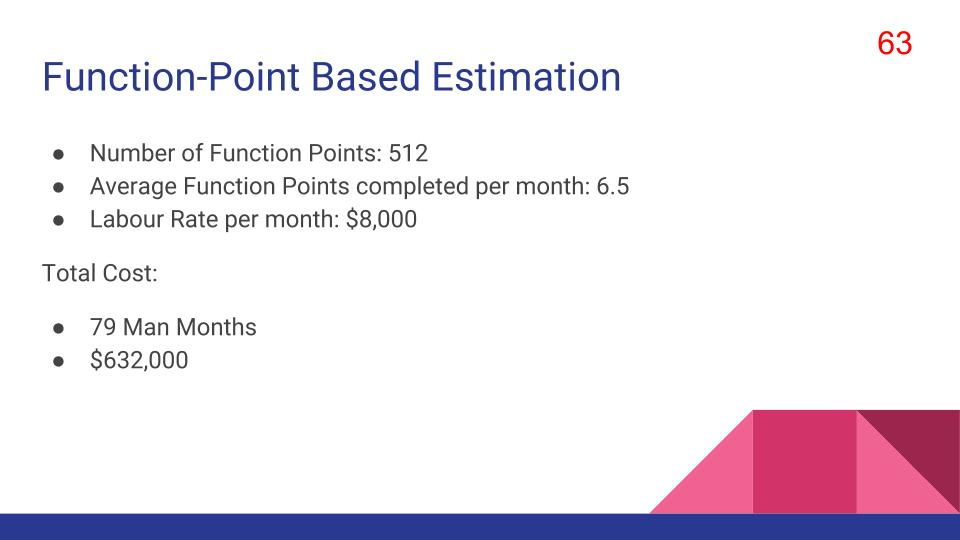 63
Function-Point Based Estimation
● Number of Function Points: 512
● Average Function Points completed per month: 6.5
● Labour Rate per month: $8,000
Total Cost:
● 79 Man Months
● $632,000